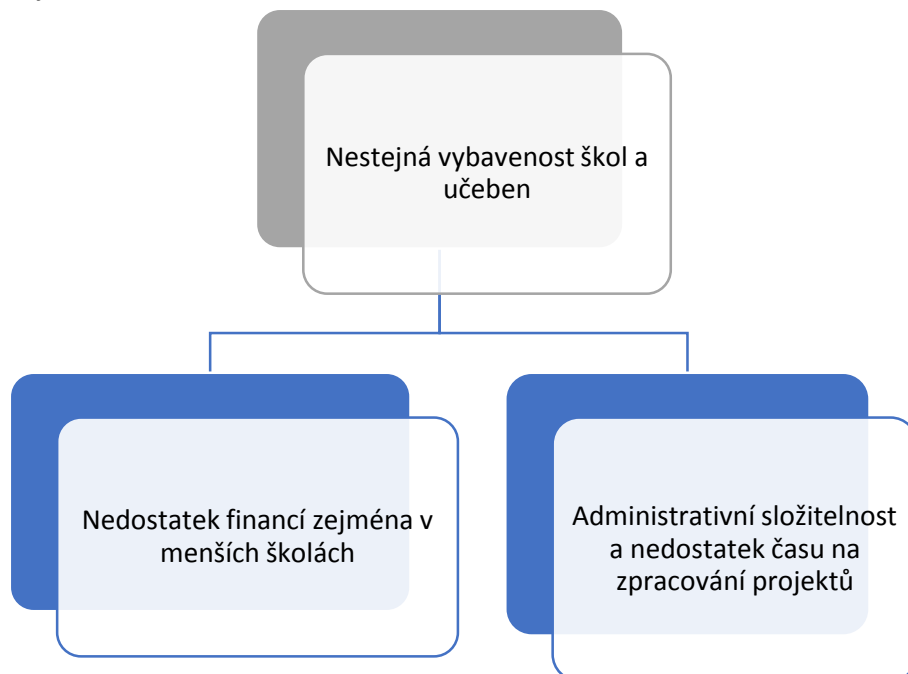 Nestejná vybavenost škol a
učeben
Nedostatek financí zejména v
menších školách
Administrativní složitelnost
a nedostatek času na
zpracování projektů